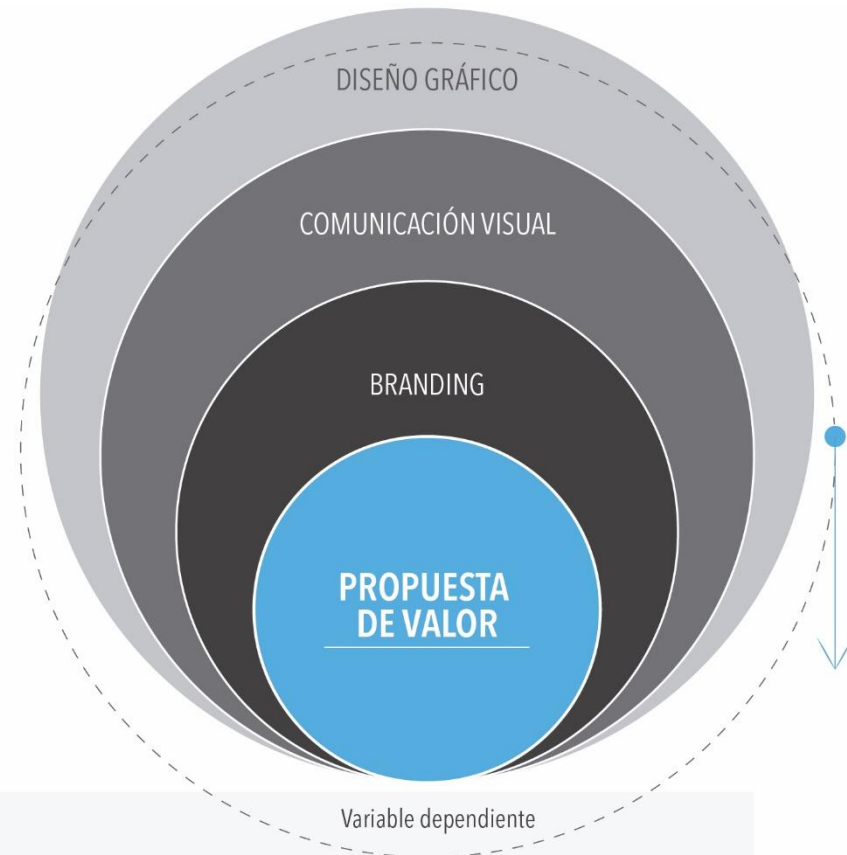 DISEÑO GRÁFICO
COMUNICACIÓN VISUAL
BRANDING
PROPUESTA
DE VALOR
Variable dependiente